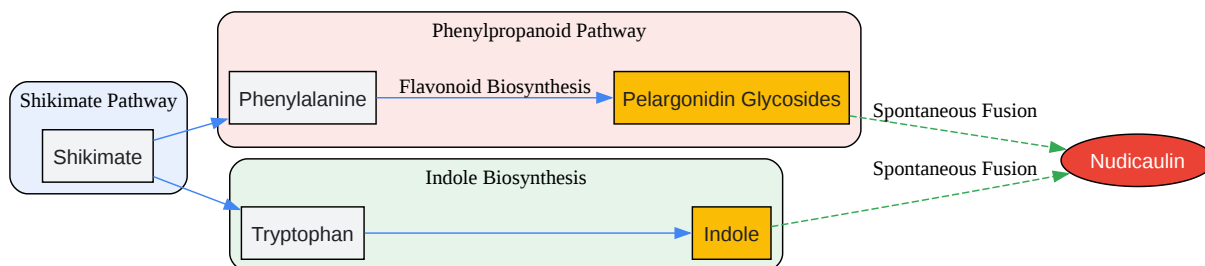 Phenylpropanoid Pathway
Shikimate Pathway
Phenylalanine
Flavonoid Biosynthesis
Pelargonidin Glycosides
Spontaneous Fusion
Shikimate
Nudicaulin
Indole Biosynthesis
Spontaneous Fusion
Tryptophan
Indole